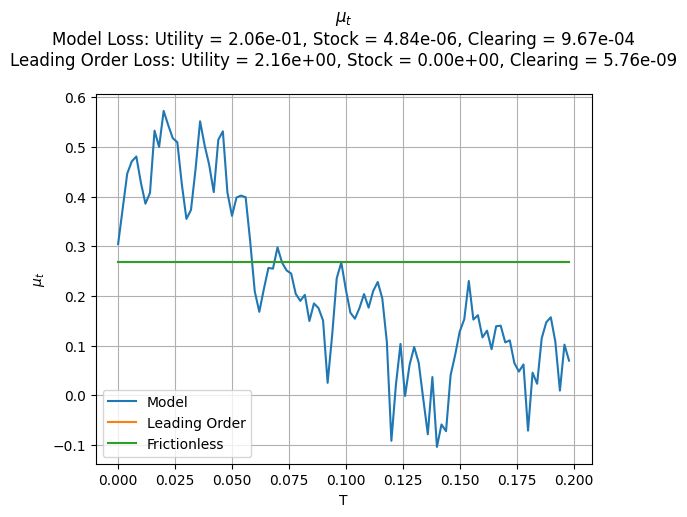 μ_t
Model Loss: Utility = 2.06e-01, Stock = 4.84e-06, Clearing = 9.67e-04
Leading Order Loss: Utility = 2.16e+00, Stock = 0.00e+00, Clearing = 5.76e-09
0.6
0.5
0.4
0.3
0.2
0.1
0.0
−0.1
μ_t
Model
Leading Order
Frictionless
0.000 0.025 0.050 0.075 0.100 0.125 0.150 0.175 0.200
T